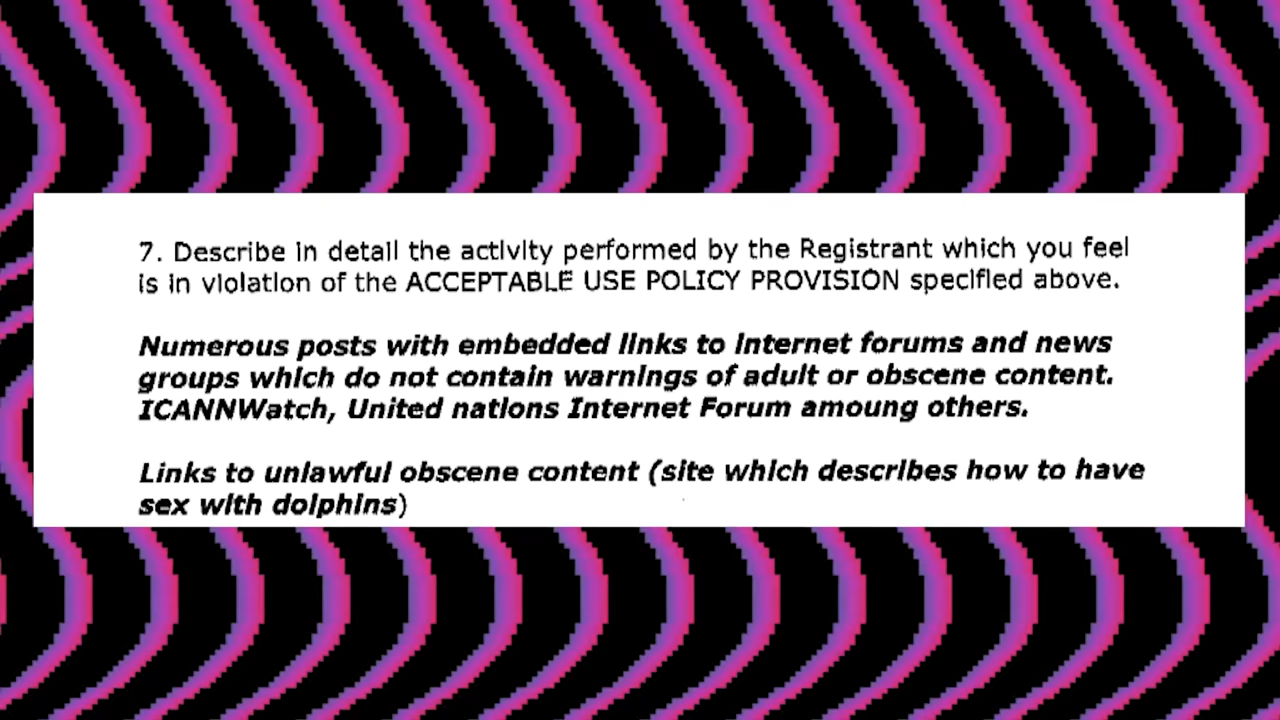 7. Describe in detail the activity performed by the Registrant which you feel
is in violation of the ACCEPTABLE USE POLICY PROVISION specified above.
Numerous posts with embedded links to internet forums and news
groups which do not contain warnings of adult or obscene content.
ICANNWatch, United nations Internet Forum amoung others.
Links to unlawful obscene content (site which describes how to have
sex with dolphins)